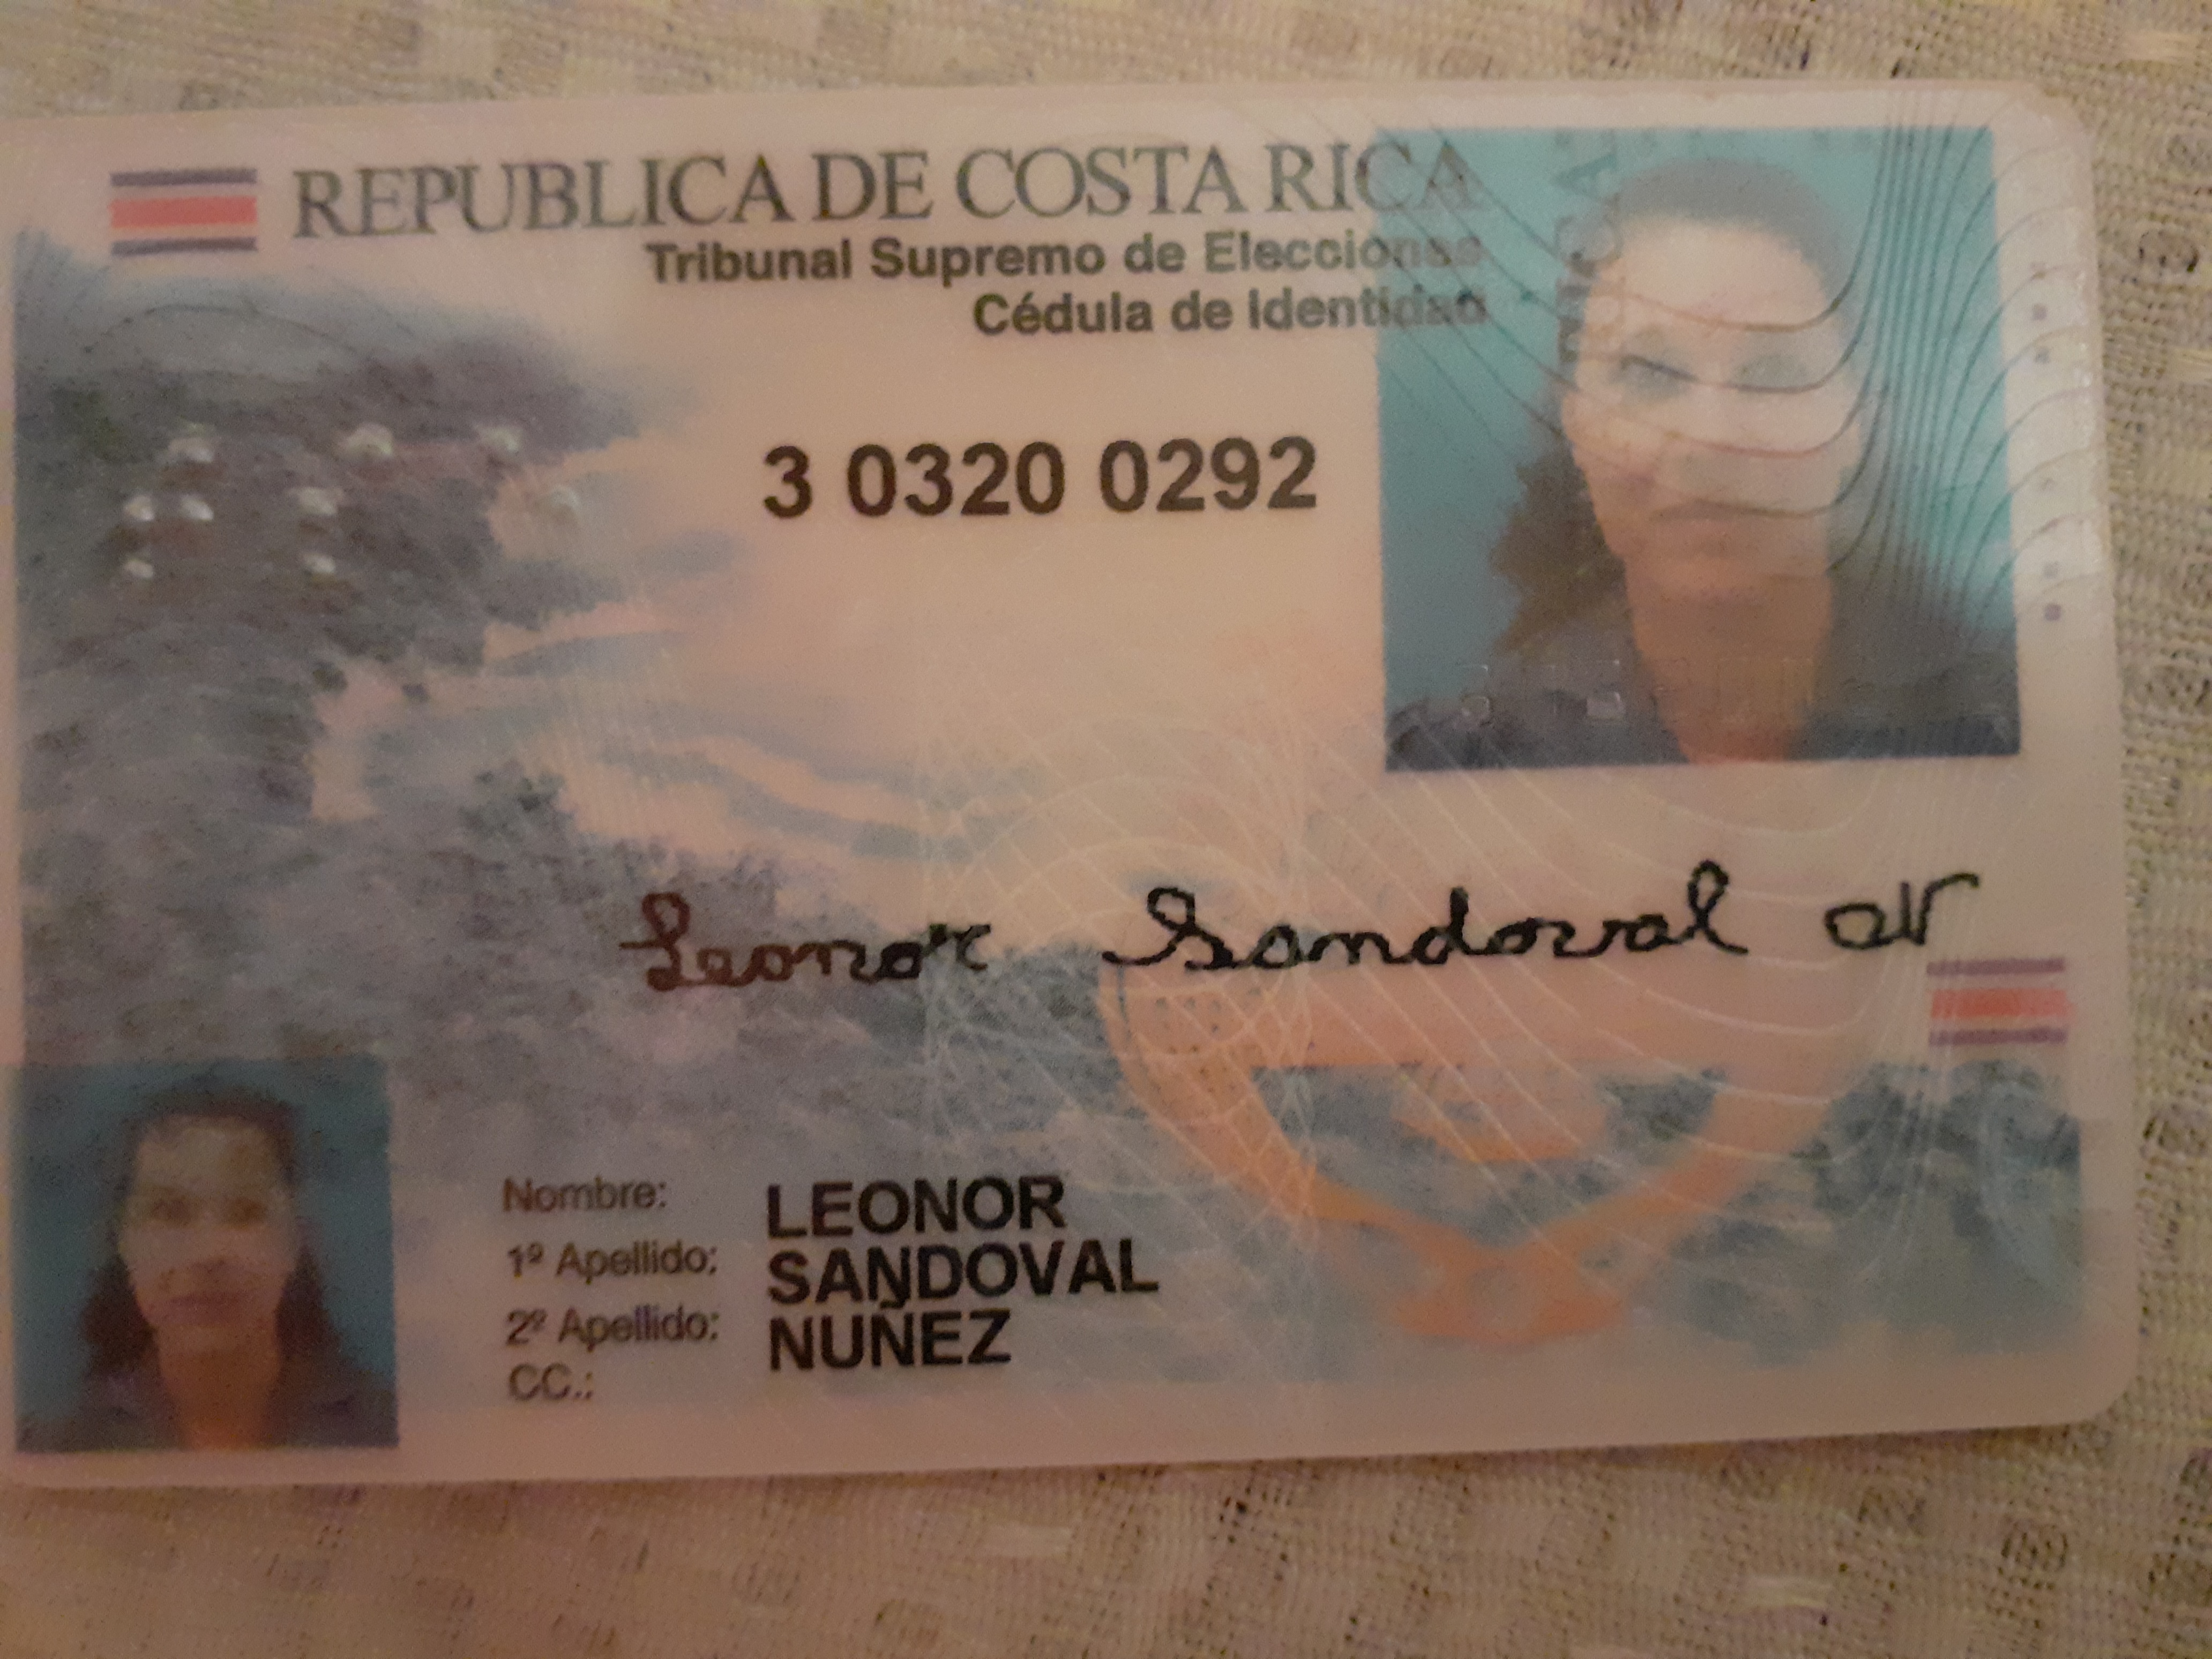 REPUBLICA DE COSTA RICA
Tribunal Supremo de Elecciones
Cédula de Identidad
3 0320 0292
Leonor Sandoval N
Nombre: LEONOR
1º Apellido: SANDOVAL
2º Apellido: NUÑEZ
CC.: